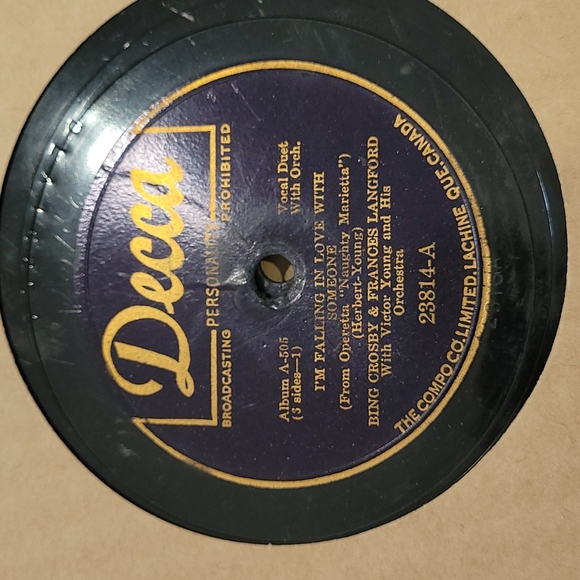 Decca
PERSONALITY
BROADCASTING PROHIBITED
Album A-505
(3 sides—1)
Vocal Duet
With Orch.
I'M FALLING IN LOVE WITH
SOMEONE
(From Operetta "Naughty Marietta")
(Herbert-Young)
BING CROSBY & FRANCES LANGFORD
With Victor Young and His
Orchestra
23814-A
THE COMPO CO. LIMITED, LACHINE, QUE. CANADA